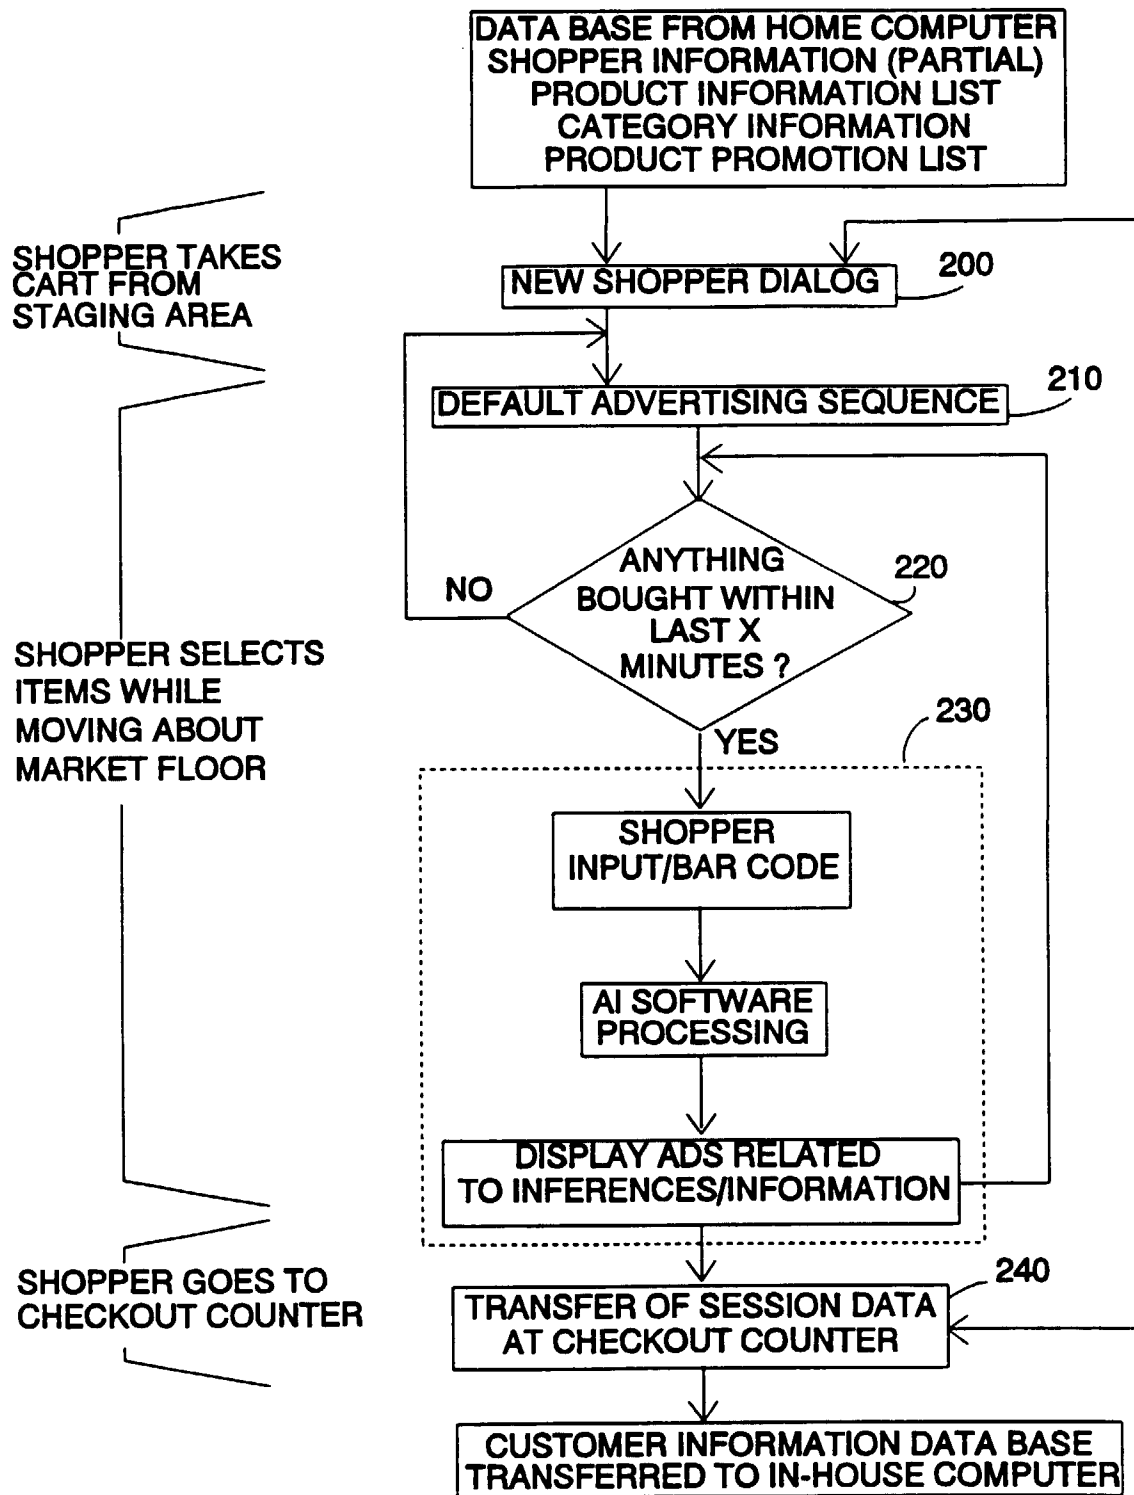 DATA BASE FROM HOME COMPUTER
SHOPPER INFORMATION (PARTIAL)
PRODUCT INFORMATION LIST
CATEGORY INFORMATION
PRODUCT PROMOTION LIST
SHOPPER TAKES
CART FROM
STAGING AREA
NEW SHOPPER DIALOG
200
DEFAULT ADVERTISING SEQUENCE
210
ANYTHING
BOUGHT WITHIN
LAST X
MINUTES ?
220
NO
YES
SHOPPER SELECTS
ITEMS WHILE
MOVING ABOUT
MARKET FLOOR
230
SHOPPER
INPUT/BAR CODE
AI SOFTWARE
PROCESSING
DISPLAY ADS RELATED
TO INFERENCES/INFORMATION
SHOPPER GOES TO
CHECKOUT COUNTER
240
TRANSFER OF SESSION DATA
AT CHECKOUT COUNTER
CUSTOMER INFORMATION DATA BASE
TRANSFERRED TO IN-HOUSE COMPUTER